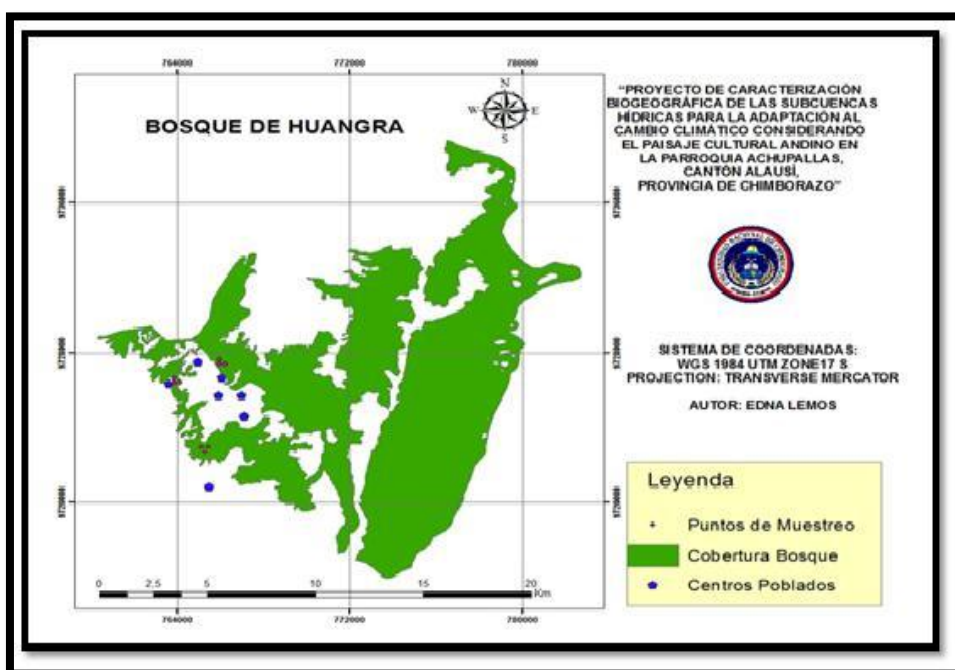 764000 772000 780000
BOSQUE DE HUANGRA
N
W E
S
“PROYECTO DE CARACTERIZACIÓN
BIOGEOGRÁFICA DE LAS SUBCUENCAS
HÍDRICAS PARA LA ADAPTACIÓN AL
CAMBIO CLIMÁTICO CONSIDERANDO
EL PAISAJE CULTURAL ANDINO EN
LA PARROQUIA ACHUPALLAS,
CANTÓN ALAUSÍ,
PROVINCIA DE CHIMBORAZO”
SISTEMA DE COORDENADAS:
WGS 1984 UTM ZONE17 S
PROJECTION: TRANSVERSE MERCATOR
AUTOR: EDNA LEMOS
Leyenda
Puntos de Muestreo
Cobertura Bosque
Centros Poblados
0 2,5 5 10 15 20
Km
764000 772000 780000